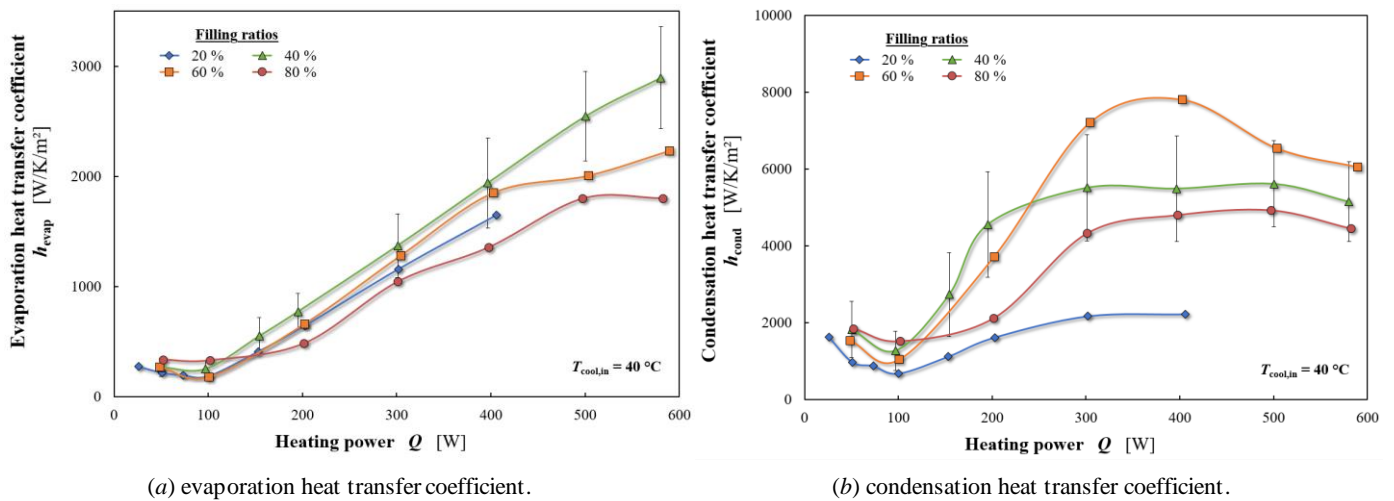 Evaporation heat transfer coefficient
h_evap [W/K/m²]
Filling ratios
20 % 40 %
60 % 80 %
3000
2000
1000
0
0 100 200 300 400 500 600
T_cool,in = 40 °C
Heating power Q [W]
(a) evaporation heat transfer coefficient.
Condensation heat transfer coefficient
h_cond [W/K/m²]
Filling ratios
20 % 40 %
60 % 80 %
10000
8000
6000
4000
2000
0
0 100 200 300 400 500 600
T_cool,in = 40 °C
Heating power Q [W]
(b) condensation heat transfer coefficient.